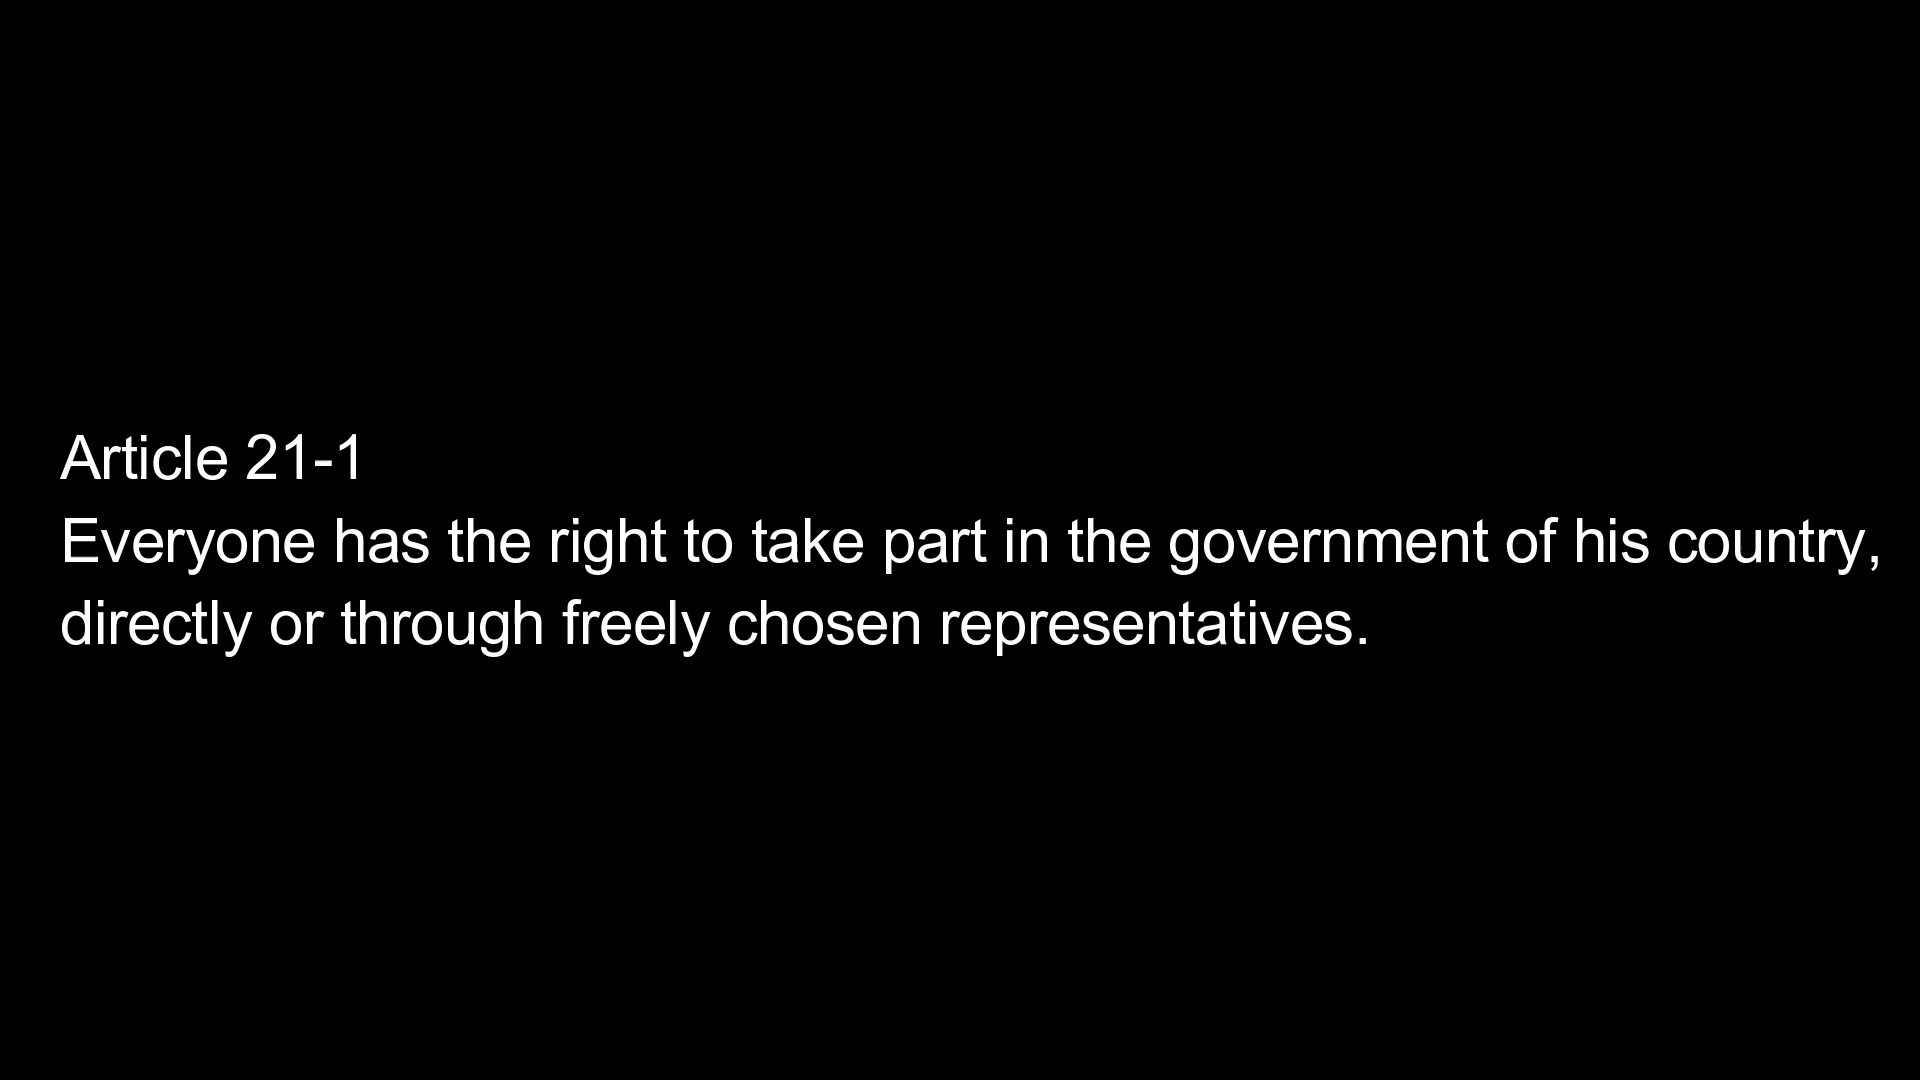 Article 21-1
Everyone has the right to take part in the government of his country,
directly or through freely chosen representatives.